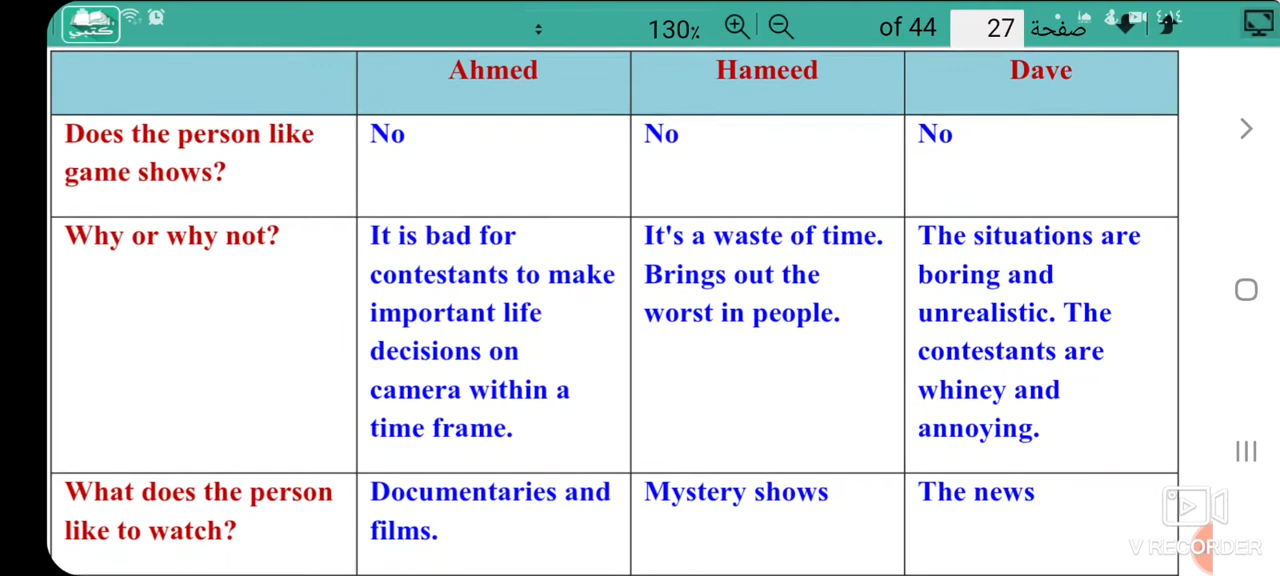 كتبي
130%
of 44
27
صفحة
٤:٥١٤
Ahmed
Hameed
Dave
Does the person like
game shows?
No
No
No
Why or why not?
It is bad for
contestants to make
important life
decisions on
camera within a
time frame.
It's a waste of time.
Brings out the
worst in people.
The situations are
boring and
unrealistic. The
contestants are
whiney and
annoying.
What does the person
like to watch?
Documentaries and
films.
Mystery shows
The news
V RECORDER